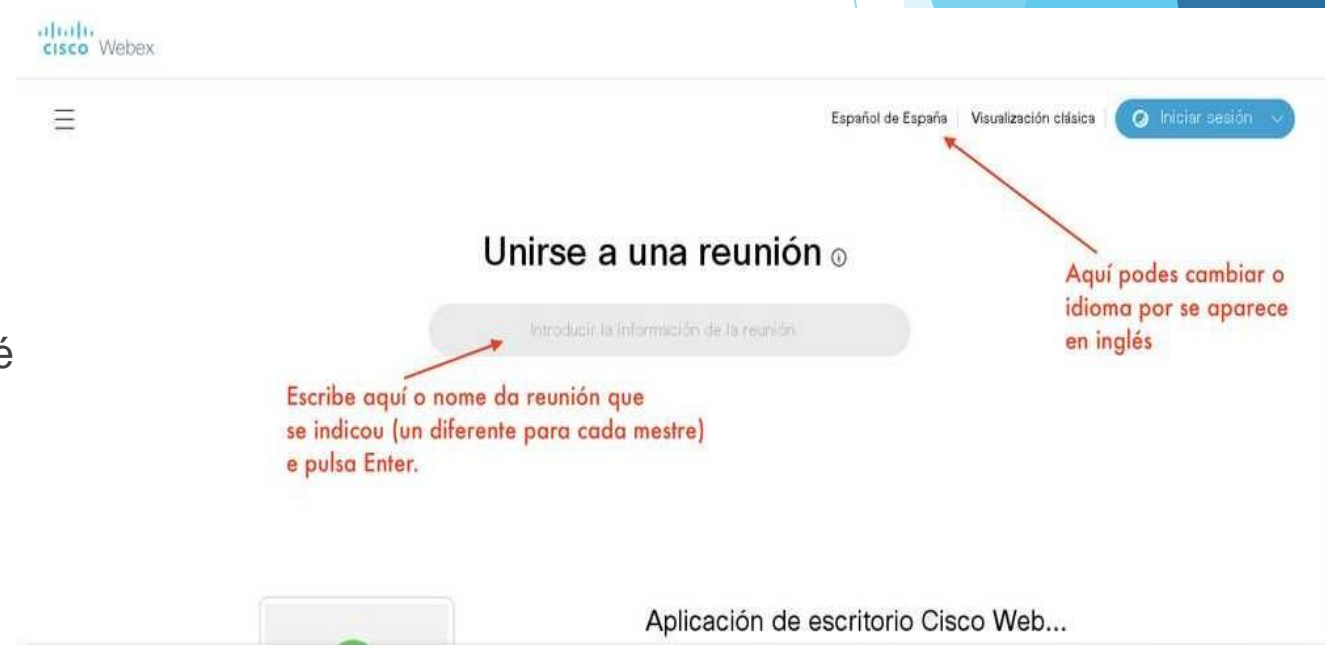 cisco Webex
Español de España Visualización clásica Iniciar sesión
Unirse a una reunión
Introducir la información de la reunión
Aquí podes cambiar o
idioma por se aparece
en inglés
é
Escribe aquí o nome da reunión que
se indicou (un diferente para cada mestre)
e pulsa Enter.
Aplicación de escritorio Cisco Web...